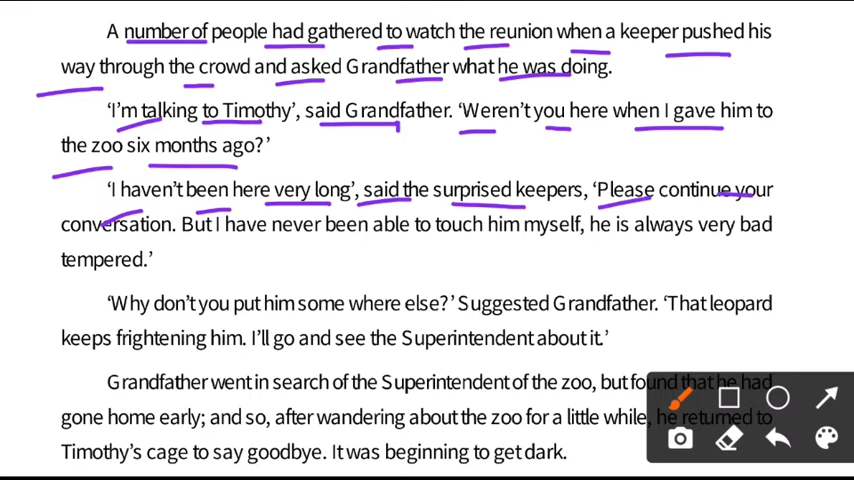 A number of people had gathered to watch the reunion when a keeper pushed his
way through the crowd and asked Grandfather what he was doing.
‘I’m talking to Timothy’, said Grandfather. ‘Weren’t you here when I gave him to
the zoo six months ago?’
‘I haven’t been here very long’, said the surprised keepers, ‘Please continue your
conversation. But I have never been able to touch him myself, he is always very bad
tempered.’
‘Why don’t you put him some where else?’ Suggested Grandfather. ‘That leopard
keeps frightening him. I’ll go and see the Superintendent about it.’
Grandfather went in search of the Superintendent of the zoo, but found that he had
gone home early; and so, after wandering about the zoo for a little while, he returned to
Timothy’s cage to say goodbye. It was beginning to get dark.